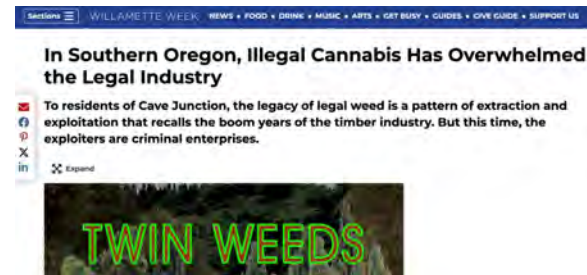 Sections WILLAMETTE WEEK NEWS • FOOD • DRINK • MUSIC • ARTS • GET BUSY • GUIDES • GIVE GUIDE • SUPPORT US
In Southern Oregon, Illegal Cannabis Has Overwhelmed
the Legal Industry
To residents of Cave Junction, the legacy of legal weed is a pattern of extraction and
exploitation that recalls the boom years of the timber industry. But this time, the
exploiters are criminal enterprises.
Expand
TWIN WEEDS